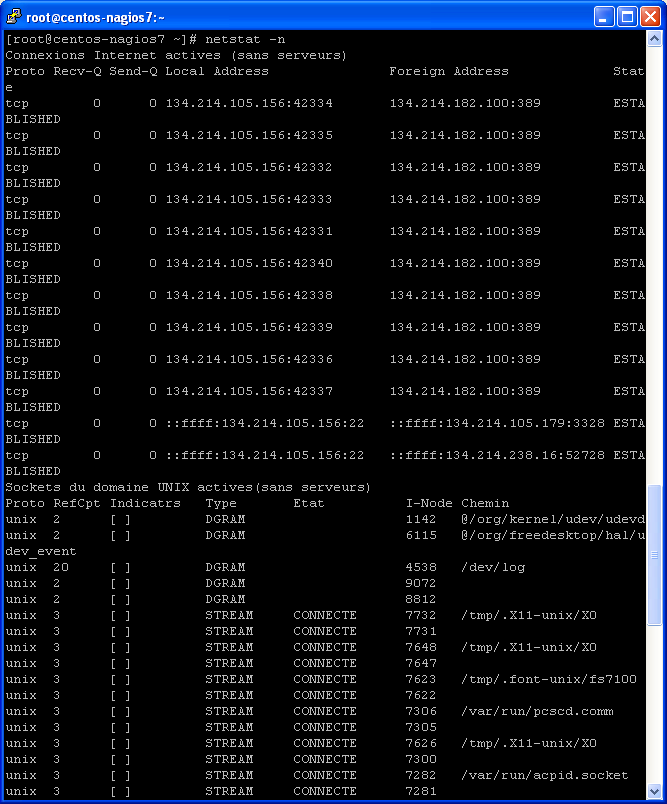 root@centos-nagios7:~
[root@centos-nagios7 ~]# netstat -n
Connexions Internet actives (sans serveurs)
Proto Recv-Q Send-Q Local Address               Foreign Address             Stat
e
tcp        0      0 134.214.105.156:42334       134.214.182.100:389         ESTA
BLISHED
tcp        0      0 134.214.105.156:42335       134.214.182.100:389         ESTA
BLISHED
tcp        0      0 134.214.105.156:42332       134.214.182.100:389         ESTA
BLISHED
tcp        0      0 134.214.105.156:42333       134.214.182.100:389         ESTA
BLISHED
tcp        0      0 134.214.105.156:42331       134.214.182.100:389         ESTA
BLISHED
tcp        0      0 134.214.105.156:42340       134.214.182.100:389         ESTA
BLISHED
tcp        0      0 134.214.105.156:42338       134.214.182.100:389         ESTA
BLISHED
tcp        0      0 134.214.105.156:42339       134.214.182.100:389         ESTA
BLISHED
tcp        0      0 134.214.105.156:42336       134.214.182.100:389         ESTA
BLISHED
tcp        0      0 134.214.105.156:42337       134.214.182.100:389         ESTA
BLISHED
tcp        0      0 ::ffff:134.214.105.156:22   ::ffff:134.214.105.179:3328 ESTA
BLISHED
tcp        0      0 ::ffff:134.214.105.156:22   ::ffff:134.214.238.16:52728 ESTA
BLISHED
Sockets du domaine UNIX actives(sans serveurs)
Proto RefCpt Indicatrs   Type       Etat          I-Node Chemin
unix  2      [ ]         DGRAM                    1142   @/org/kernel/udev/udevd
unix  2      [ ]         DGRAM                    6115   @/org/freedesktop/hal/u
dev_event
unix  20     [ ]         DGRAM                    4538   /dev/log
unix  2      [ ]         DGRAM                    9072
unix  2      [ ]         DGRAM                    8812
unix  3      [ ]         STREAM     CONNECTE      7732   /tmp/.X11-unix/X0
unix  3      [ ]         STREAM     CONNECTE      7731
unix  3      [ ]         STREAM     CONNECTE      7648   /tmp/.X11-unix/X0
unix  3      [ ]         STREAM     CONNECTE      7647
unix  3      [ ]         STREAM     CONNECTE      7623   /tmp/.font-unix/fs7100
unix  3      [ ]         STREAM     CONNECTE      7622
unix  3      [ ]         STREAM     CONNECTE      7306   /var/run/pcscd.comm
unix  3      [ ]         STREAM     CONNECTE      7305
unix  3      [ ]         STREAM     CONNECTE      7626   /tmp/.X11-unix/X0
unix  3      [ ]         STREAM     CONNECTE      7300
unix  3      [ ]         STREAM     CONNECTE      7282   /var/run/acpid.socket
unix  3      [ ]         STREAM     CONNECTE      7281